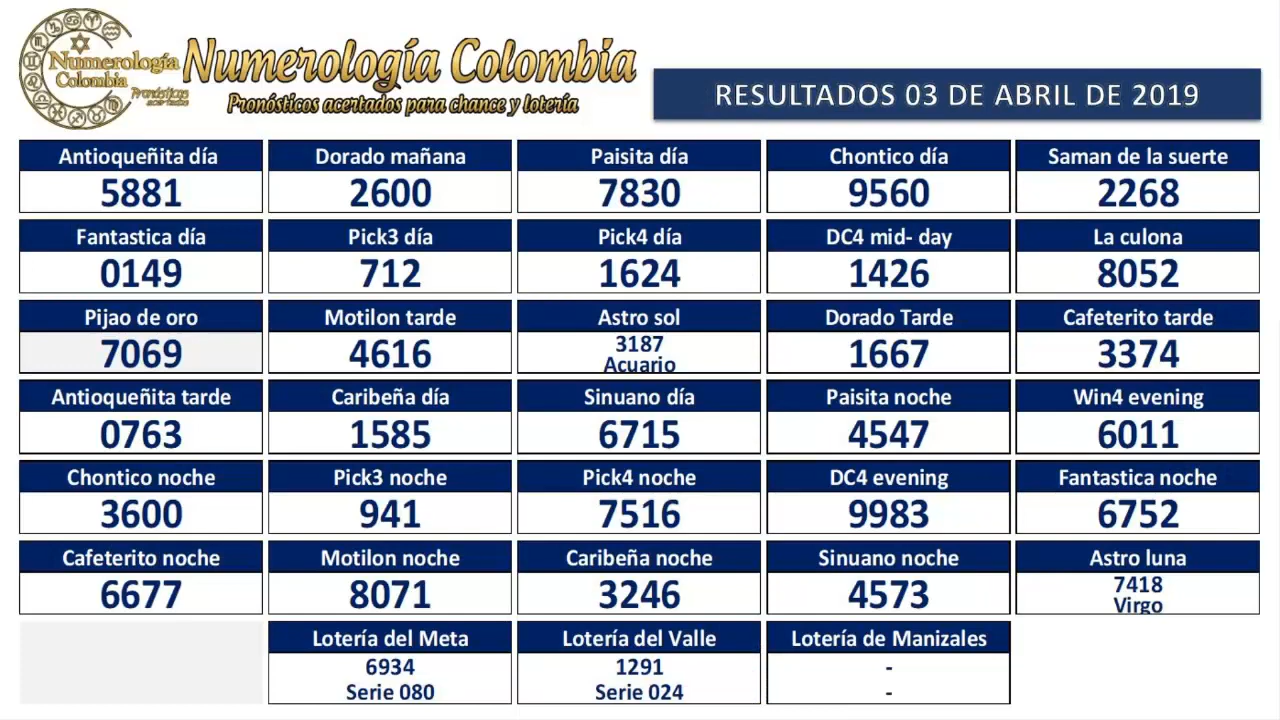 Numerología
Colombia
Pronósticos
acertados
Numerología Colombia
Pronósticos acertados para chance y lotería
RESULTADOS 03 DE ABRIL DE 2019
Antioqueñita día Dorado mañana Paisita día Chontico día Saman de la suerte
5881 2600 7830 9560 2268
Fantastica día Pick3 día Pick4 día DC4 mid- day La culona
0149 712 1624 1426 8052
Pijao de oro Motilon tarde Astro sol Dorado Tarde Cafeterito tarde
7069 4616 3187 Acuario 1667 3374
Antioqueñita tarde Caribeña día Sinuano día Paisita noche Win4 evening
0763 1585 6715 4547 6011
Chontico noche Pick3 noche Pick4 noche DC4 evening Fantastica noche
3600 941 7516 9983 6752
Cafeterito noche Motilon noche Caribeña noche Sinuano noche Astro luna
6677 8071 3246 4573 7418 Virgo
Lotería del Meta Lotería del Valle Lotería de Manizales
6934 1291 -
Serie 080 Serie 024 -